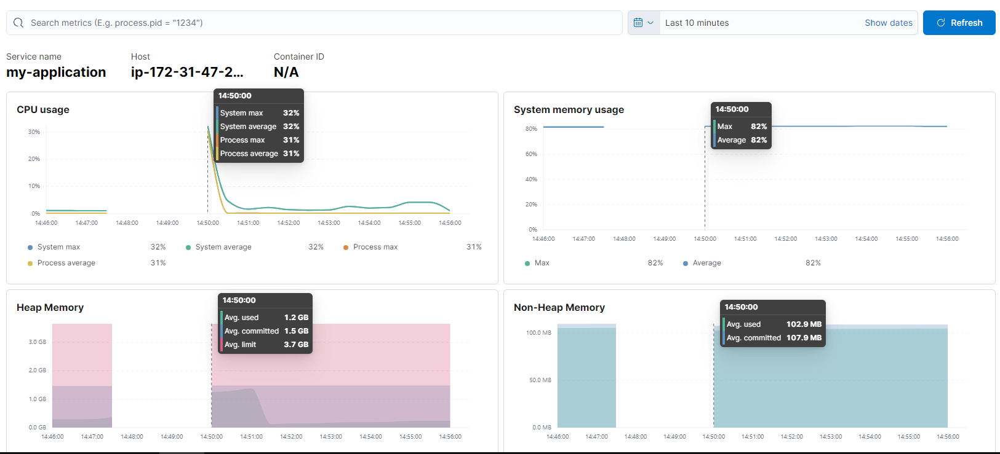 Search metrics (E.g. process.pid = "1234")
Last 10 minutes
Show dates
Refresh
Service name
my-application
Host
ip-172-31-47-2...
Container ID
N/A
CPU usage
14:50:00
System max 32%
System average 32%
Process max 31%
Process average 31%
30%
20%
10%
0%
14:46:00 14:47:00 14:48:00 14:49:00 14:50:00 14:51:00 14:52:00 14:53:00 14:54:00 14:55:00 14:56:00
System max 32% System average 32% Process max 31%
Process average 31%
System memory usage
14:50:00
Max 82%
Average 82%
80%
60%
40%
20%
0%
14:46:00 14:47:00 14:48:00 14:49:00 14:50:00 14:51:00 14:52:00 14:53:00 14:54:00 14:55:00 14:56:00
Max 82% Average 82%
Heap Memory
14:50:00
Avg. used 1.2 GB
Avg. committed 1.5 GB
Avg. limit 3.7 GB
3.0 GB
2.0 GB
1.0 GB
0.0 GB
14:46:00 14:47:00 14:48:00 14:49:00 14:50:00 14:51:00 14:52:00 14:53:00 14:54:00 14:55:00 14:56:00
Non-Heap Memory
14:50:00
Avg. used 102.9 MB
Avg. committed 107.9 MB
100.0 MB
50.0 MB
0.0 MB
14:46:00 14:47:00 14:48:00 14:49:00 14:50:00 14:51:00 14:52:00 14:53:00 14:54:00 14:55:00 14:56:00